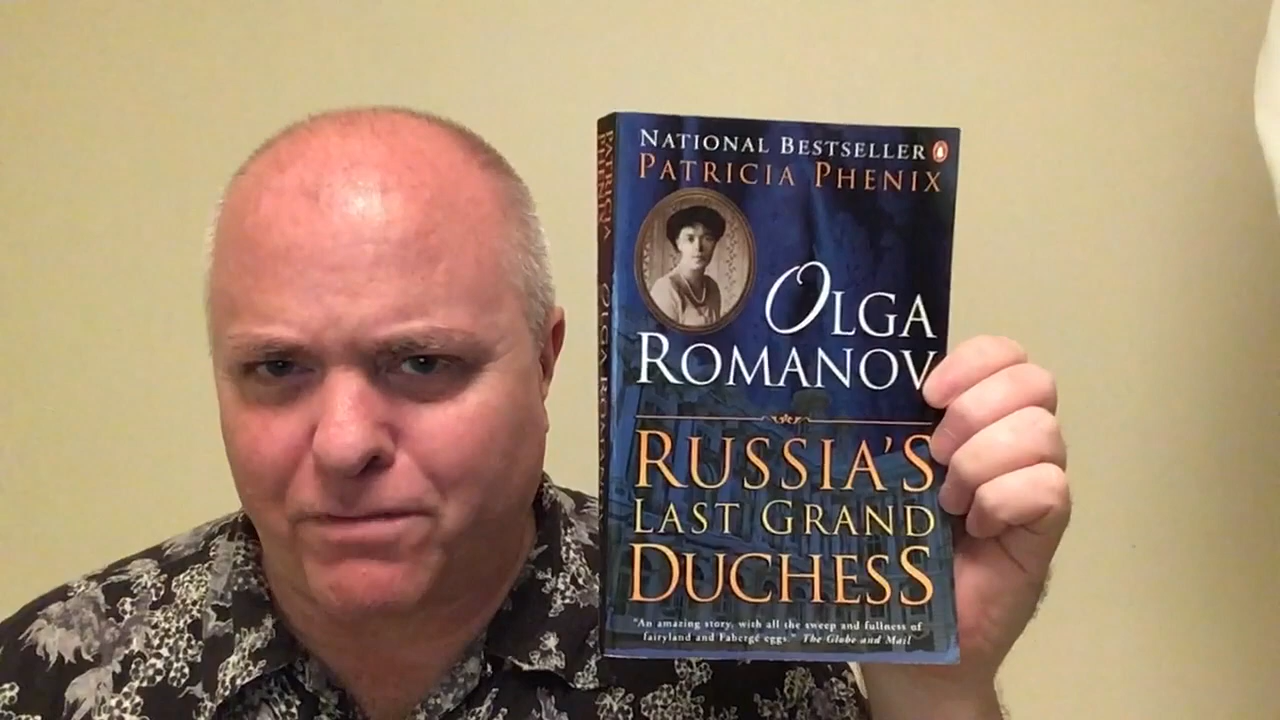 NATIONAL BESTSELLER
PATRICIA PHENIX
OLGA
ROMANOV
RUSSIA'S
LAST GRAND
DUCHESS
"An amazing story, with all the sweep and fullness of
fairyland and Fabergé eggs." The Globe and Mail
PATRICIA
PHENIX
OLGA ROMAN